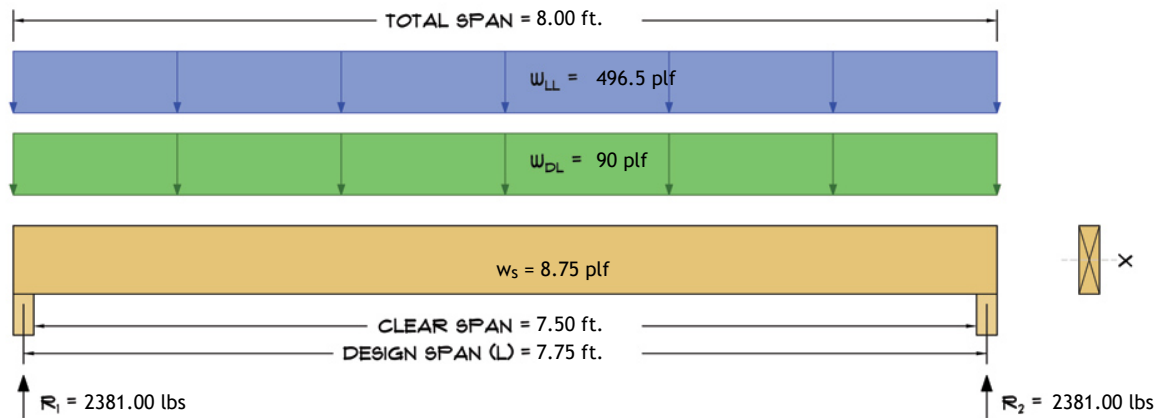 TOTAL SPAN = 8.00 ft.
WLL = 496.5 plf
WDL = 90 plf
ws = 8.75 plf
X
CLEAR SPAN = 7.50 ft.
DESIGN SPAN (L) = 7.75 ft.
R1 = 2381.00 lbs
R2 = 2381.00 lbs